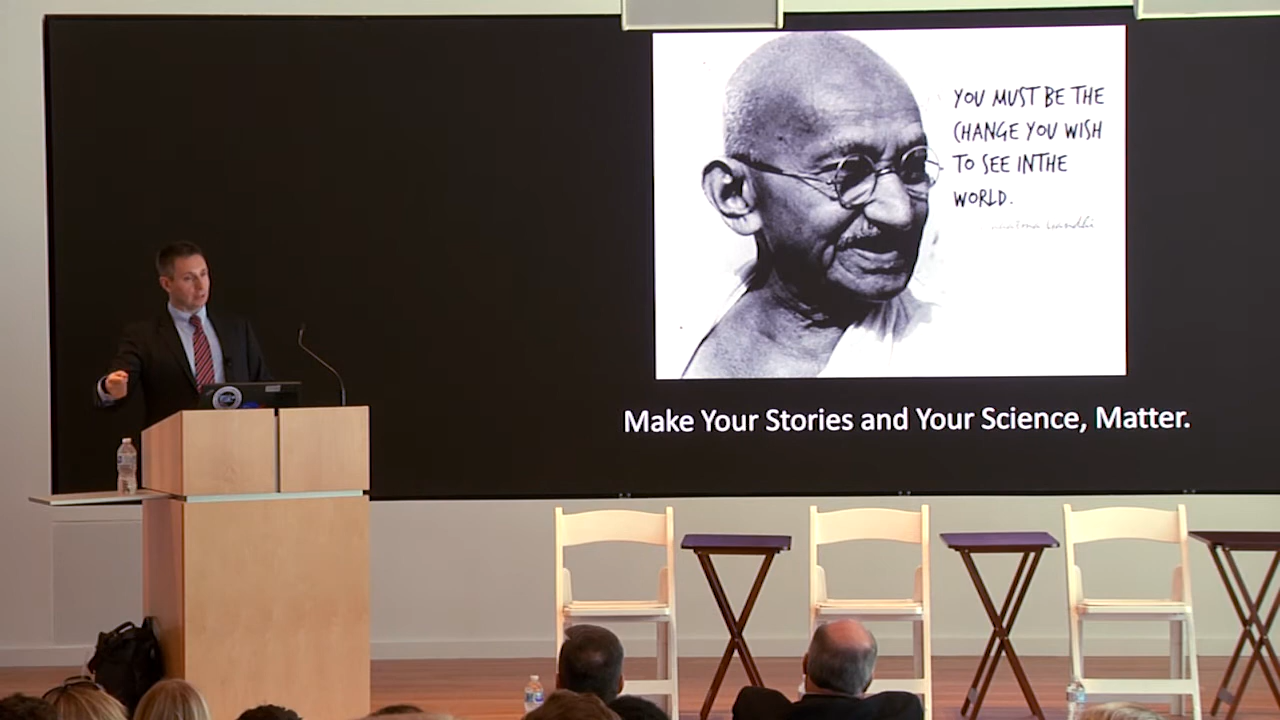 YOU MUST BE THE
CHANGE YOU WISH
TO SEE INTHE
WORLD.
Make Your Stories and Your Science, Matter.